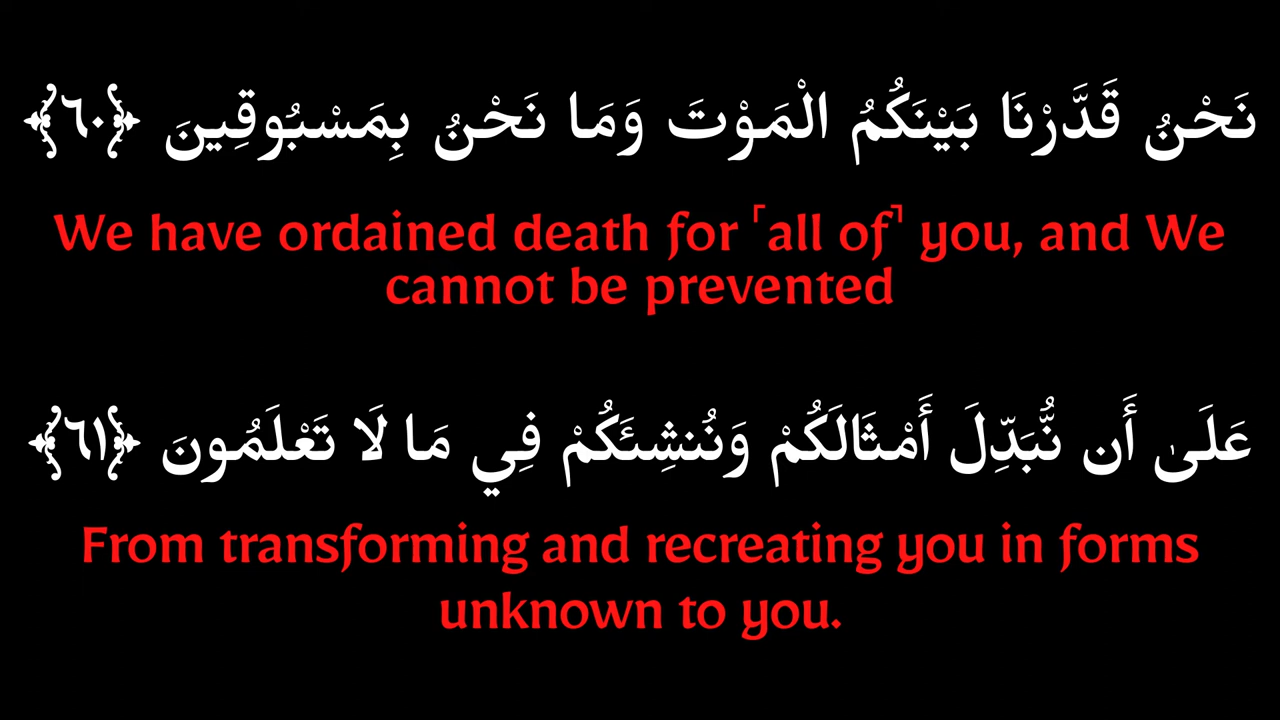 نَحْنُ قَدَّرْنَا بَيْنَكُمُ الْمَوْتَ وَمَا نَحْنُ بِمَسْبُوقِينَ ﴿٦٠﴾
We have ordained death for ⸢all of⸣ you, and We
cannot be prevented
عَلَىٰ أَن نُّبَدِّلَ أَمْثَالَكُمْ وَنُنشِئَكُمْ فِي مَا لَا تَعْلَمُونَ ﴿٦١﴾
From transforming and recreating you in forms
unknown to you.